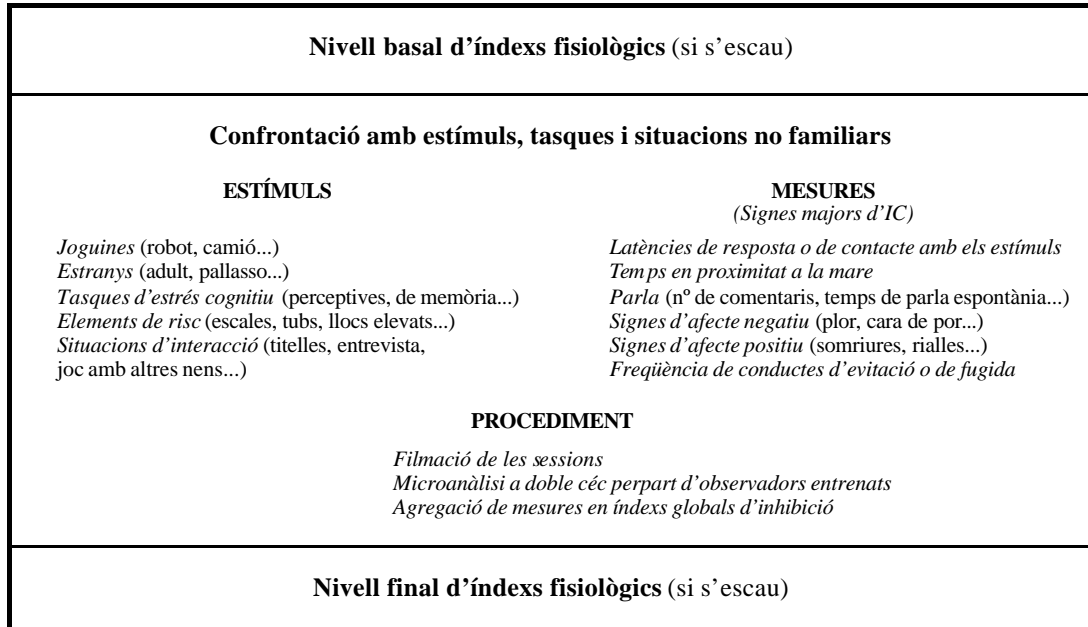 Nivell basal d'índexs fisiològics (si s'escau)
Confrontació amb estímuls, tasques i situacions no familiars
ESTÍMULS
Joguines (robot, camió...)
Estranys (adult, pallasso...)
Tasques d'estrés cognitiu (perceptives, de memòria...)
Elements de risc (escales, tubs, llocs elevats...)
Situacions d'interacció (titelles, entrevista,
joc amb altres nens...)
MESURES
(Signes majors d'IC)
Latències de resposta o de contacte amb els estímuls
Temps en proximitat a la mare
Parla (nº de comentaris, temps de parla espontània...)
Signes d'afecte negatiu (plor, cara de por...)
Signes d'afecte positiu (somriures, rialles...)
Freqüència de conductes d'evitació o de fugida
PROCEDIMENT
Filmació de les sessions
Microanàlisi a doble céc perpart d'observadors entrenats
Agregació de mesures en índexs globals d'inhibició
Nivell final d'índexs fisiològics (si s'escau)